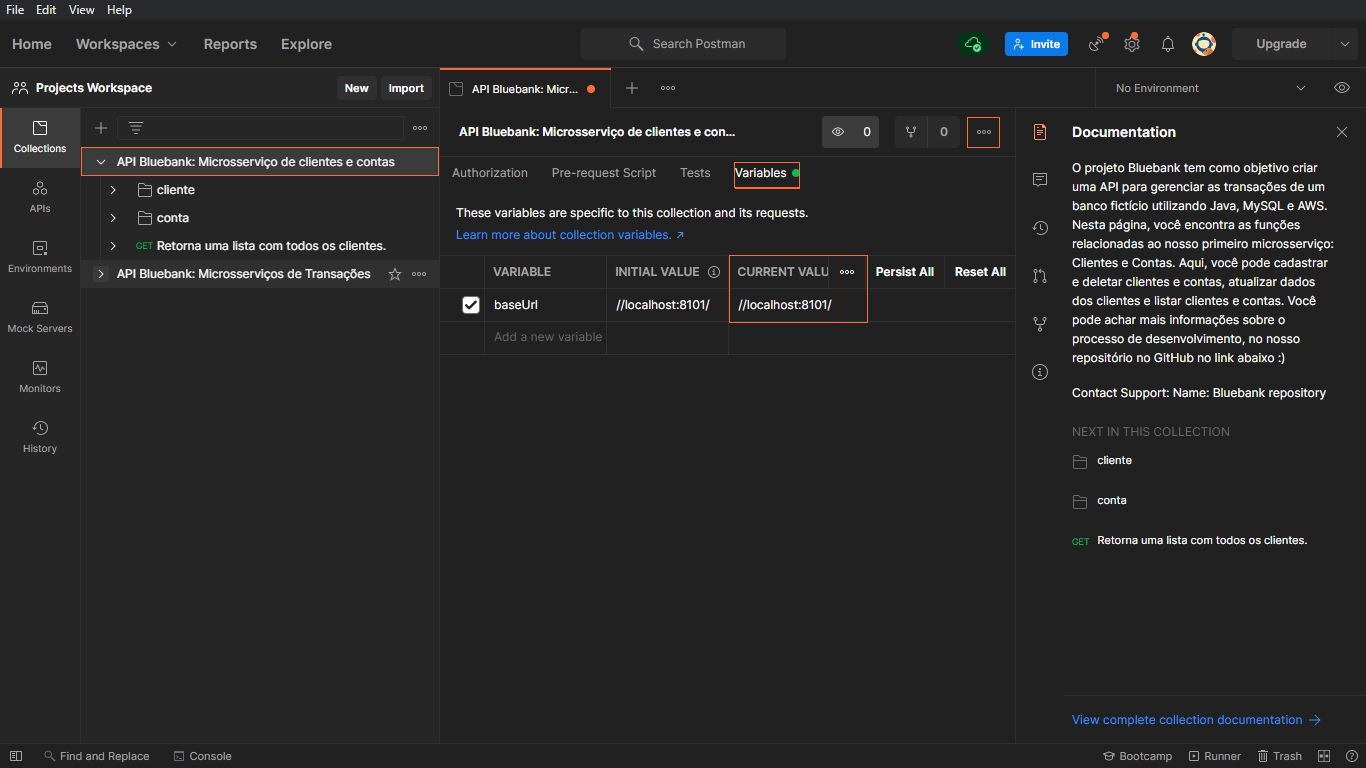 File Edit View Help
Home Workspaces Reports Explore Search Postman Invite Upgrade
Projects Workspace New Import API Bluebank: Micr... No Environment
Collections
APIs
Environments
Mock Servers
Monitors
History
API Bluebank: Microsserviço de clientes e contas
cliente
conta
GET Retorna uma lista com todos os clientes.
API Bluebank: Microsserviços de Transações
API Bluebank: Microsserviço de clientes e con... 0 0
Authorization Pre-request Script Tests Variables
These variables are specific to this collection and its requests.
Learn more about collection variables. ↗
VARIABLE INITIAL VALUE CURRENT VALU Persist All Reset All
baseUrl //localhost:8101/ //localhost:8101/
Add a new variable
Documentation
O projeto Bluebank tem como objetivo criar
uma API para gerenciar as transações de um
banco fictício utilizando Java, MySQL e AWS.
Nesta página, você encontra as funções
relacionadas ao nosso primeiro microsserviço:
Clientes e Contas. Aqui, você pode cadastrar
e deletar clientes e contas, atualizar dados
dos clientes e listar clientes e contas. Você
pode achar mais informações sobre o
processo de desenvolvimento, no nosso
repositório no GitHub no link abaixo :)
Contact Support: Name: Bluebank repository
NEXT IN THIS COLLECTION
cliente
conta
GET Retorna uma lista com todos os clientes.
View complete collection documentation →
Find and Replace Console Bootcamp Runner Trash